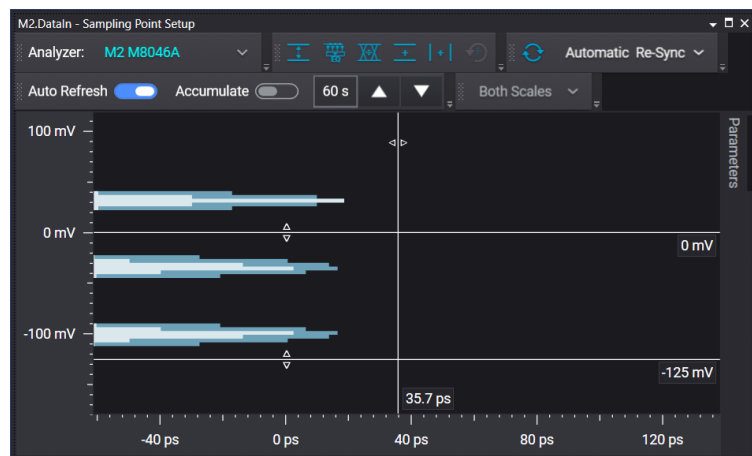 M2.DataIn - Sampling Point Setup
Analyzer: M2 M8046A Automatic Re-Sync
Auto Refresh Accumulate 60 s Both Scales
Parameters
100 mV
0 mV
0 mV
-100 mV
-125 mV
35.7 ps
-40 ps 0 ps 40 ps 80 ps 120 ps